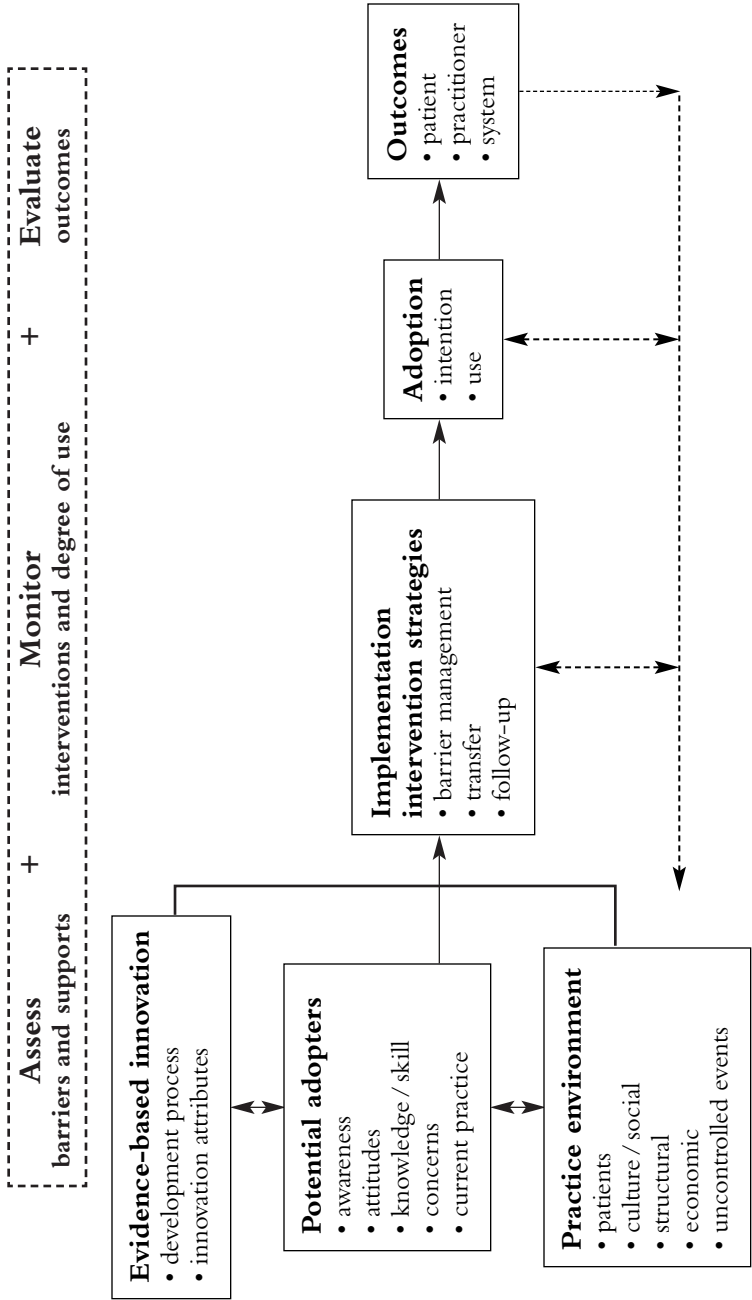 Assess
barriers and supports
+
Monitor
interventions and degree of use
+
Evaluate
outcomes
Evidence-based innovation
• development process
• innovation attributes
Potential adopters
• awareness
• attitudes
• knowledge / skill
• concerns
• current practice
Practice environment
• patients
• culture / social
• structural
• economic
• uncontrolled events
Implementation
intervention strategies
• barrier management
• transfer
• follow-up
Adoption
• intention
• use
Outcomes
• patient
• practitioner
• system